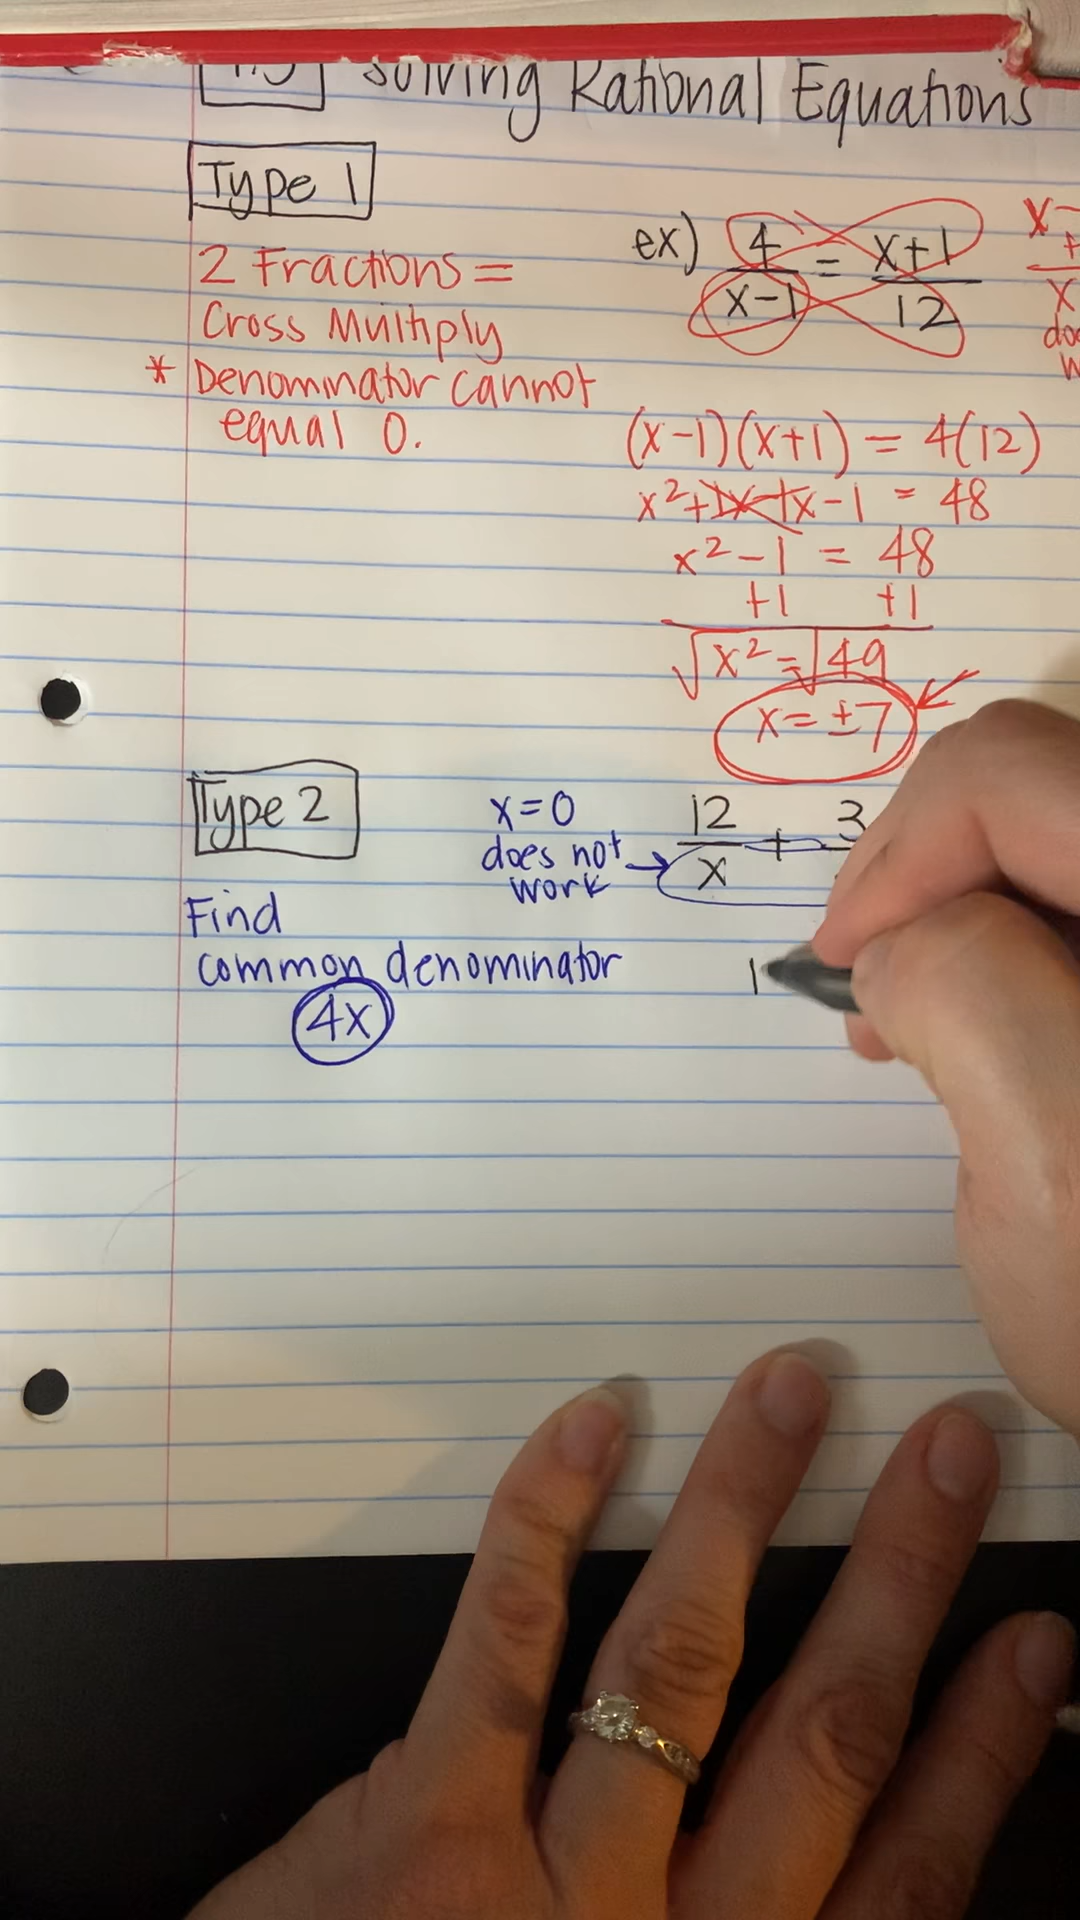 Solving Rational Equations
Type 1
2 Fractions =
Cross Multiply
* Denominator cannot
equal 0.
ex) 4 = x+1
x-1 12
(x-1)(x+1) = 4(12)
x²+1x-1x-1 = 48
x²-1 = 48
+1 +1
√x² = √49
x = ±7
Type 2
x=0
does not
work
12 + 3
x
Find
common denominator
4x
1